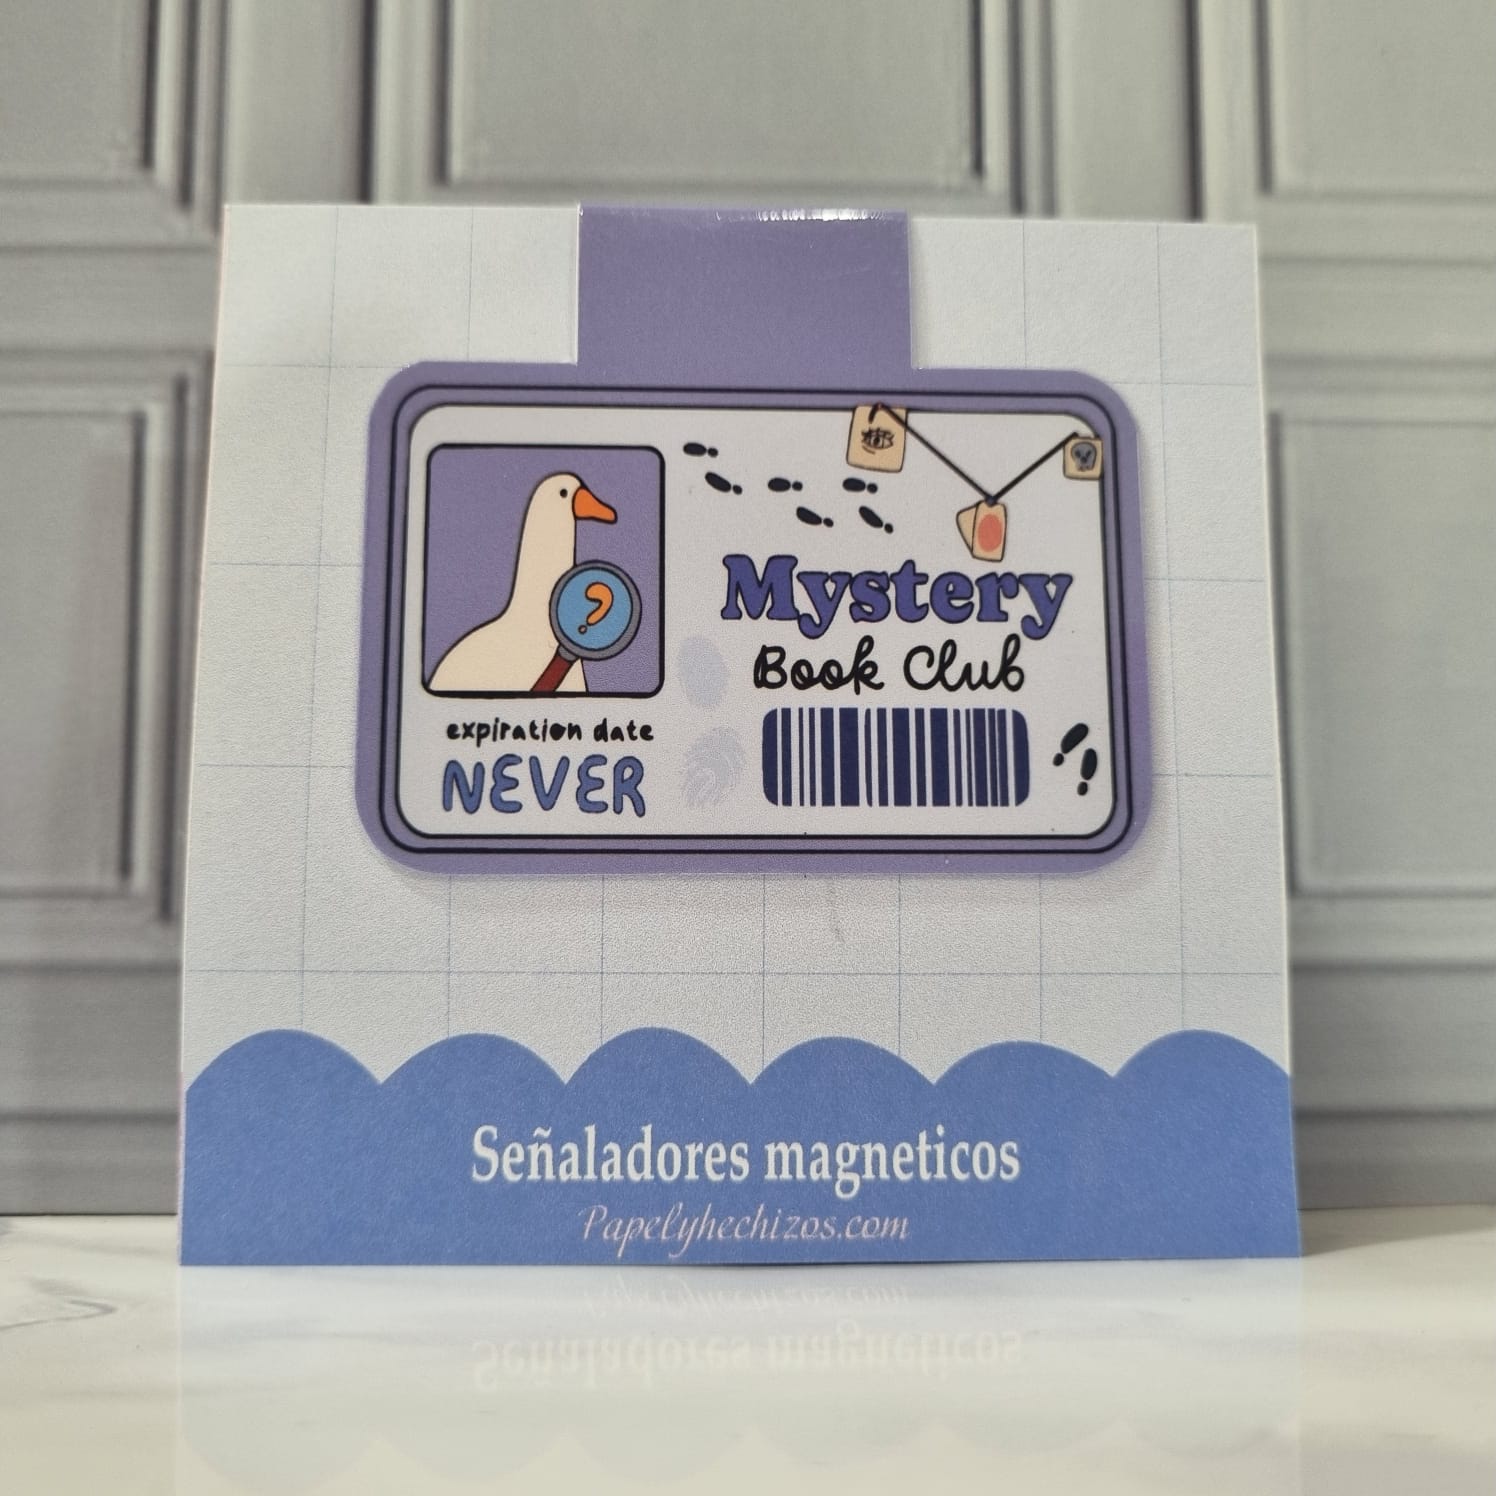 Mystery
Book Club
expiration date
NEVER
?
Señaladores magneticos
Papelyhechizos.com